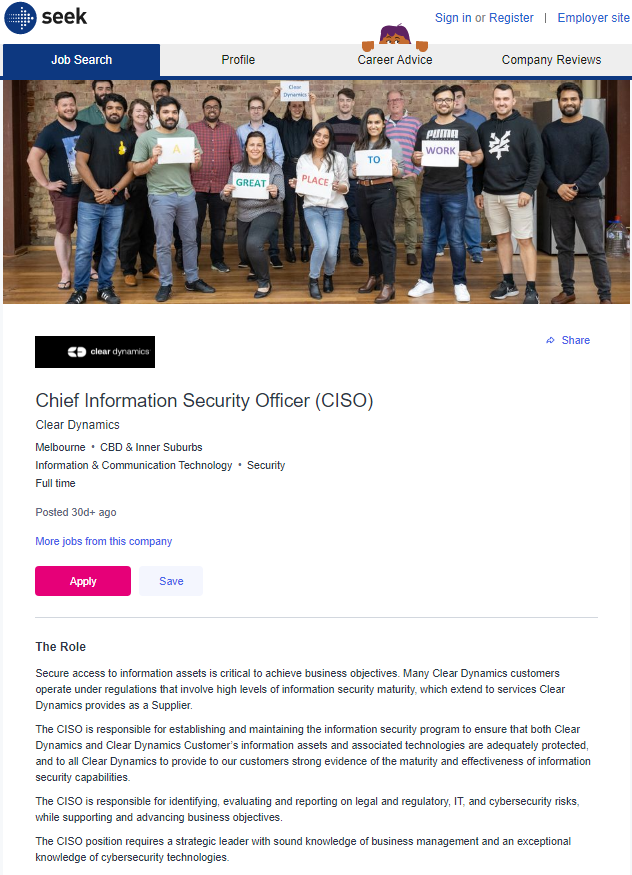 seek
Sign in or Register | Employer site
Job Search
Profile
Career Advice
Company Reviews
Clear
Dynamics
A
GREAT
PLACE
TO
WORK
PUMA
clear dynamics
Share
Chief Information Security Officer (CISO)
Clear Dynamics
Melbourne • CBD & Inner Suburbs
Information & Communication Technology • Security
Full time
Posted 30d+ ago
More jobs from this company
Apply
Save
The Role
Secure access to information assets is critical to achieve business objectives. Many Clear Dynamics customers
operate under regulations that involve high levels of information security maturity, which extend to services Clear
Dynamics provides as a Supplier.
The CISO is responsible for establishing and maintaining the information security program to ensure that both Clear
Dynamics and Clear Dynamics Customer's information assets and associated technologies are adequately protected,
and to all Clear Dynamics to provide to our customers strong evidence of the maturity and effectiveness of information
security capabilities.
The CISO is responsible for identifying, evaluating and reporting on legal and regulatory, IT, and cybersecurity risks,
while supporting and advancing business objectives.
The CISO position requires a strategic leader with sound knowledge of business management and an exceptional
knowledge of cybersecurity technologies.